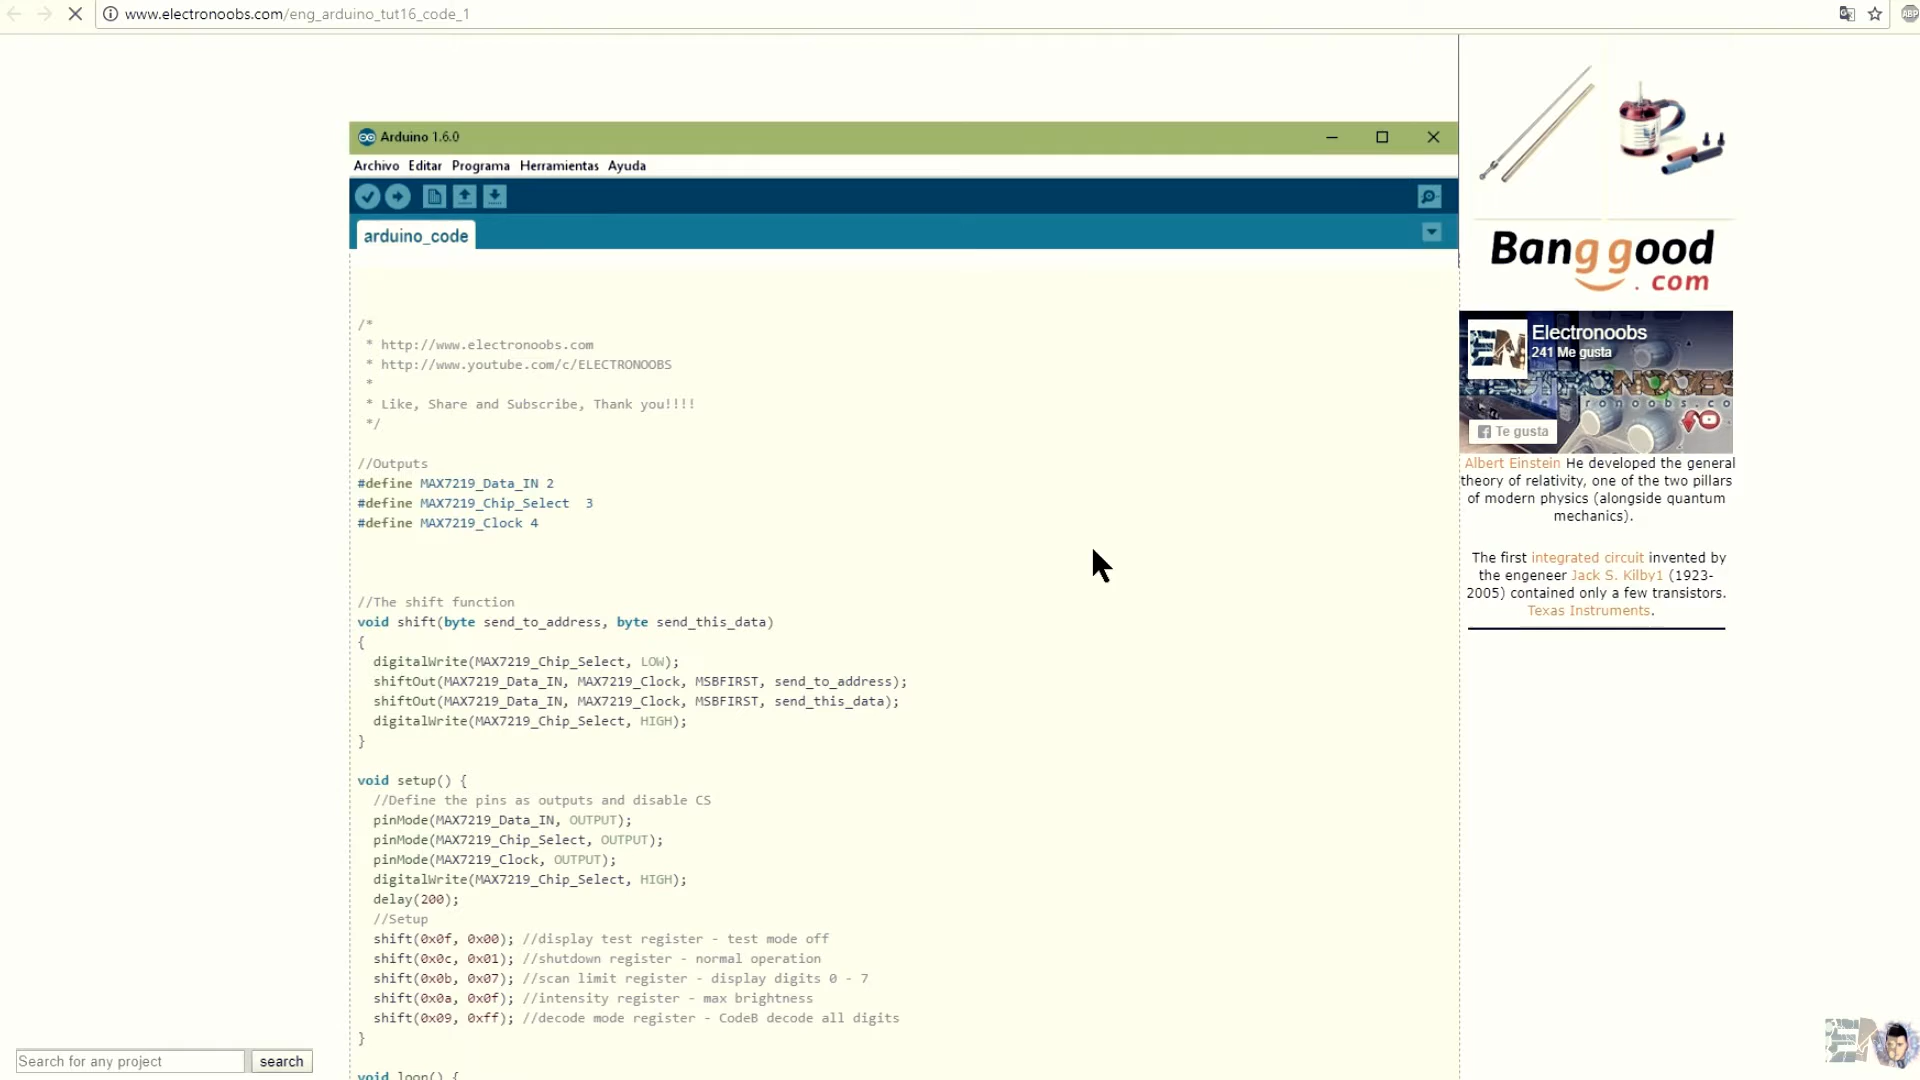 www.electronoobs.com/eng_arduino_tut16_code_1
ABP
Arduino 1.6.0
Archivo Editar Programa Herramientas Ayuda
arduino_code
/*
* http://www.electronoobs.com
* http://www.youtube.com/c/ELECTRONOOBS
*
* Like, Share and Subscribe, Thank you!!!!
*/
//Outputs
#define MAX7219_Data_IN 2
#define MAX7219_Chip_Select  3
#define MAX7219_Clock 4
//The shift function
void shift(byte send_to_address, byte send_this_data)
{
digitalWrite(MAX7219_Chip_Select, LOW);
shiftOut(MAX7219_Data_IN, MAX7219_Clock, MSBFIRST, send_to_address);
shiftOut(MAX7219_Data_IN, MAX7219_Clock, MSBFIRST, send_this_data);
digitalWrite(MAX7219_Chip_Select, HIGH);
}
void setup() {
//Define the pins as outputs and disable CS
pinMode(MAX7219_Data_IN, OUTPUT);
pinMode(MAX7219_Chip_Select, OUTPUT);
pinMode(MAX7219_Clock, OUTPUT);
digitalWrite(MAX7219_Chip_Select, HIGH);
delay(200);
//Setup
shift(0x0f, 0x00); //display test register - test mode off
shift(0x0c, 0x01); //shutdown register - normal operation
shift(0x0b, 0x07); //scan limit register - display digits 0 - 7
shift(0x0a, 0x0f); //intensity register - max brightness
shift(0x09, 0xff); //decode mode register - CodeB decode all digits
}
void loop() {
Banggood
.com
EN
Electronoobs
241 Me gusta
Te gusta
Albert Einstein He developed the general
theory of relativity, one of the two pillars
of modern physics (alongside quantum
mechanics).
The first integrated circuit invented by
the engeneer Jack S. Kilby1 (1923-
2005) contained only a few transistors.
Texas Instruments.
Search for any project
search
EN